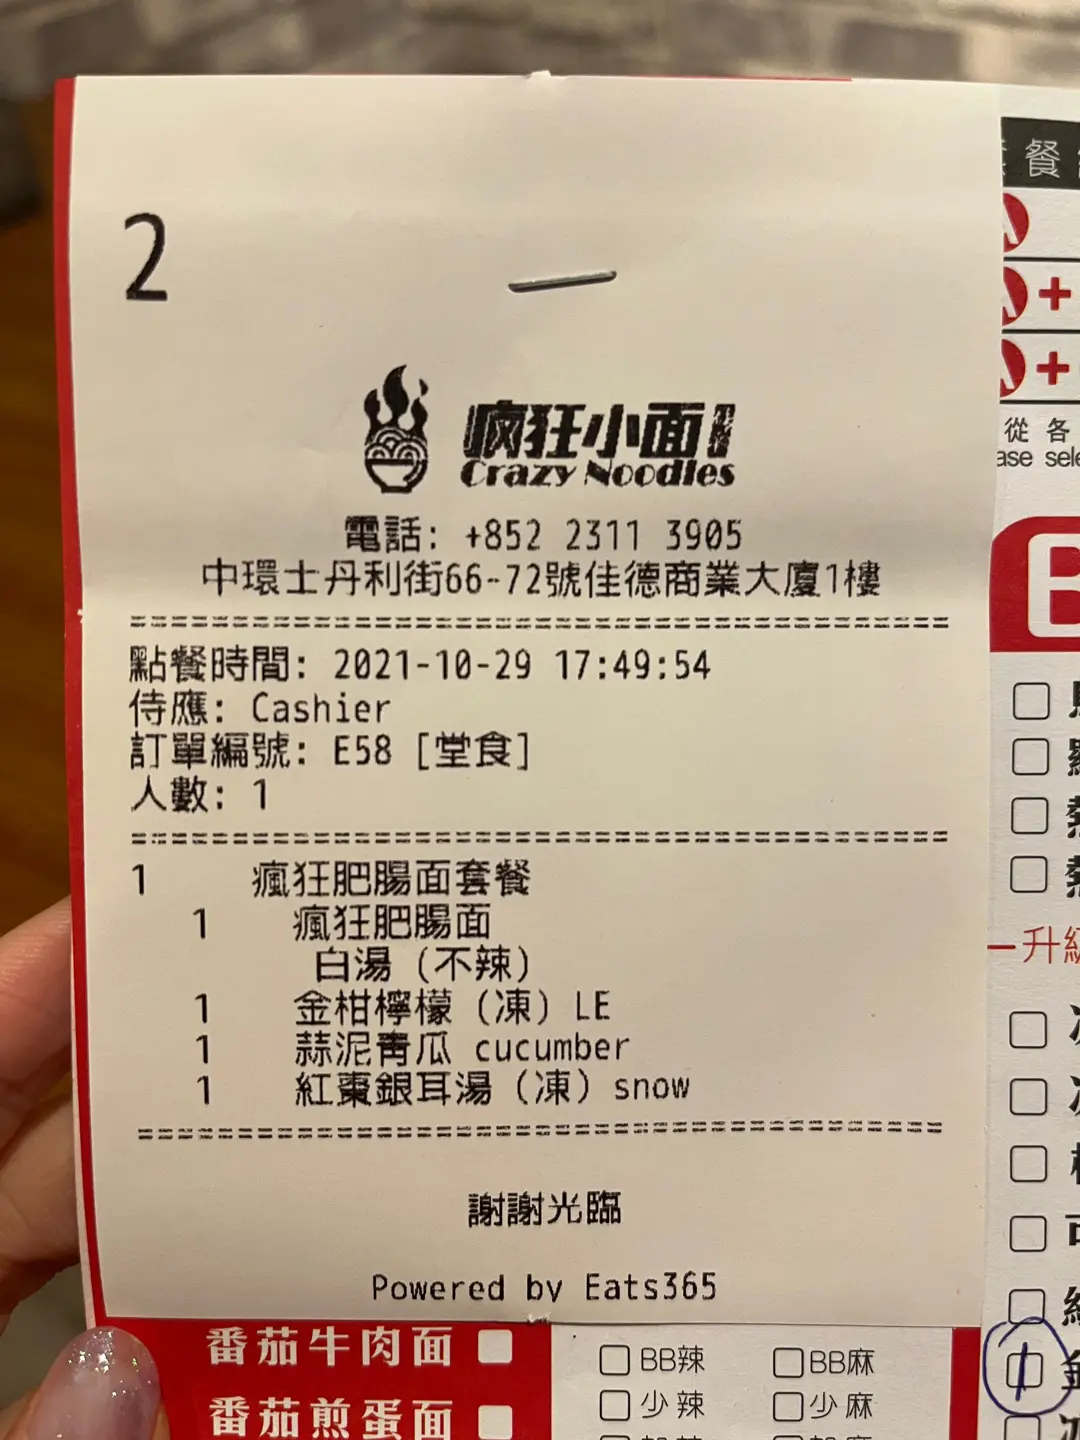 2
瘋狂小面
Crazy Noodles
電話: +852 2311 3905
中環士丹利街66-72號佳德商業大廈1樓
點餐時間: 2021-10-29 17:49:54
侍應: Cashier
訂單編號: E58 [堂食]
人數: 1
1 瘋狂肥腸面套餐
1 瘋狂肥腸面
白湯 (不辣)
1 金柑檸檬 (凍) LE
1 蒜泥青瓜 cucumber
1 紅棗銀耳湯 (凍) snow
謝謝光臨
Powered by Eats365
番茄牛肉面
番茄煎蛋面
BB辣 BB麻
少辣 少麻
餐
+
+
從各
B
升級
1